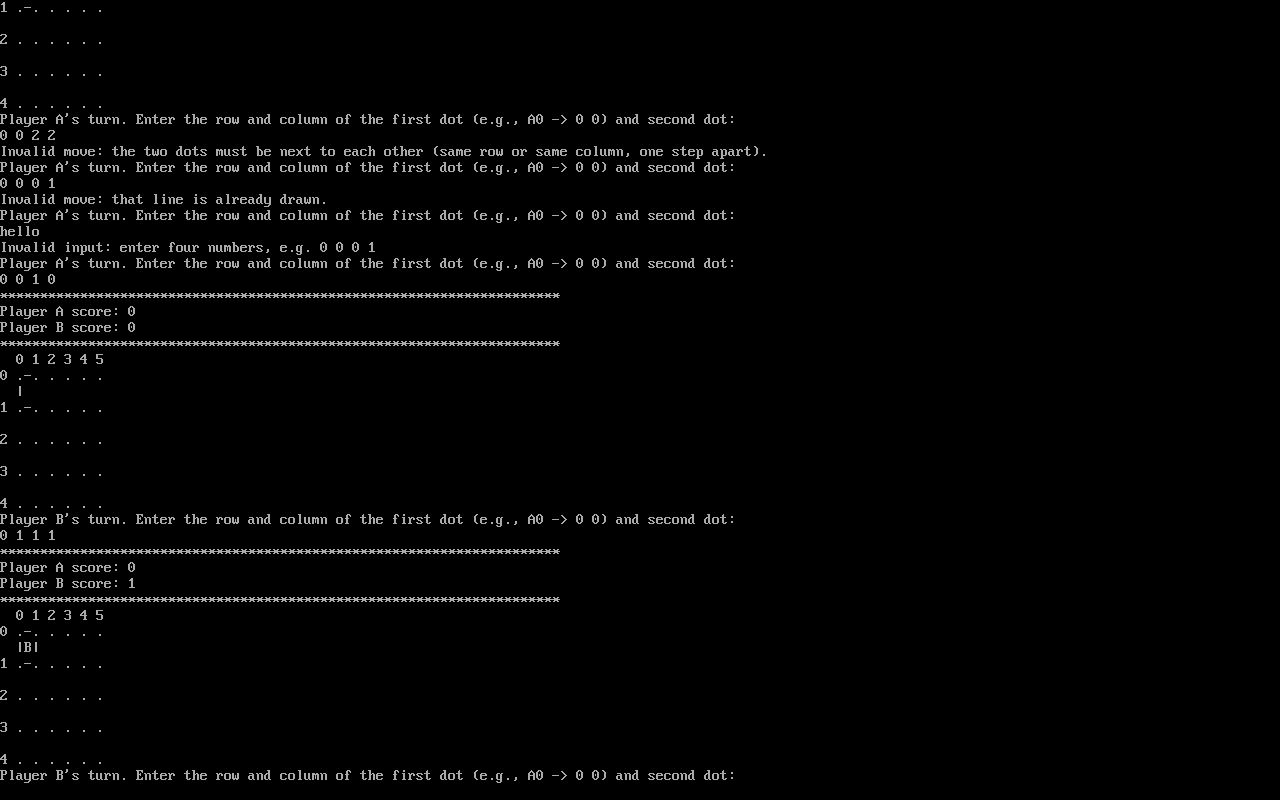 1 .-. . . . .
2 . . . . . .
3 . . . . . .
4 . . . . . .
Player A's turn. Enter the row and column of the first dot (e.g., A0 -> 0 0) and second dot:
0 0 2 2
Invalid move: the two dots must be next to each other (same row or same column, one step apart).
Player A's turn. Enter the row and column of the first dot (e.g., A0 -> 0 0) and second dot:
0 0 0 1
Invalid move: that line is already drawn.
Player A's turn. Enter the row and column of the first dot (e.g., A0 -> 0 0) and second dot:
hello
Invalid input: enter four numbers, e.g. 0 0 0 1
Player A's turn. Enter the row and column of the first dot (e.g., A0 -> 0 0) and second dot:
0 0 1 0
**********************************************************************
Player A score: 0
Player B score: 0
**********************************************************************
  0 1 2 3 4 5
0 .-. . . . .
  |
1 .-. . . . .
2 . . . . . .
3 . . . . . .
4 . . . . . .
Player B's turn. Enter the row and column of the first dot (e.g., A0 -> 0 0) and second dot:
0 1 1 1
**********************************************************************
Player A score: 0
Player B score: 1
**********************************************************************
  0 1 2 3 4 5
0 .-. . . . .
  |B|
1 .-. . . . .
2 . . . . . .
3 . . . . . .
4 . . . . . .
Player B's turn. Enter the row and column of the first dot (e.g., A0 -> 0 0) and second dot: